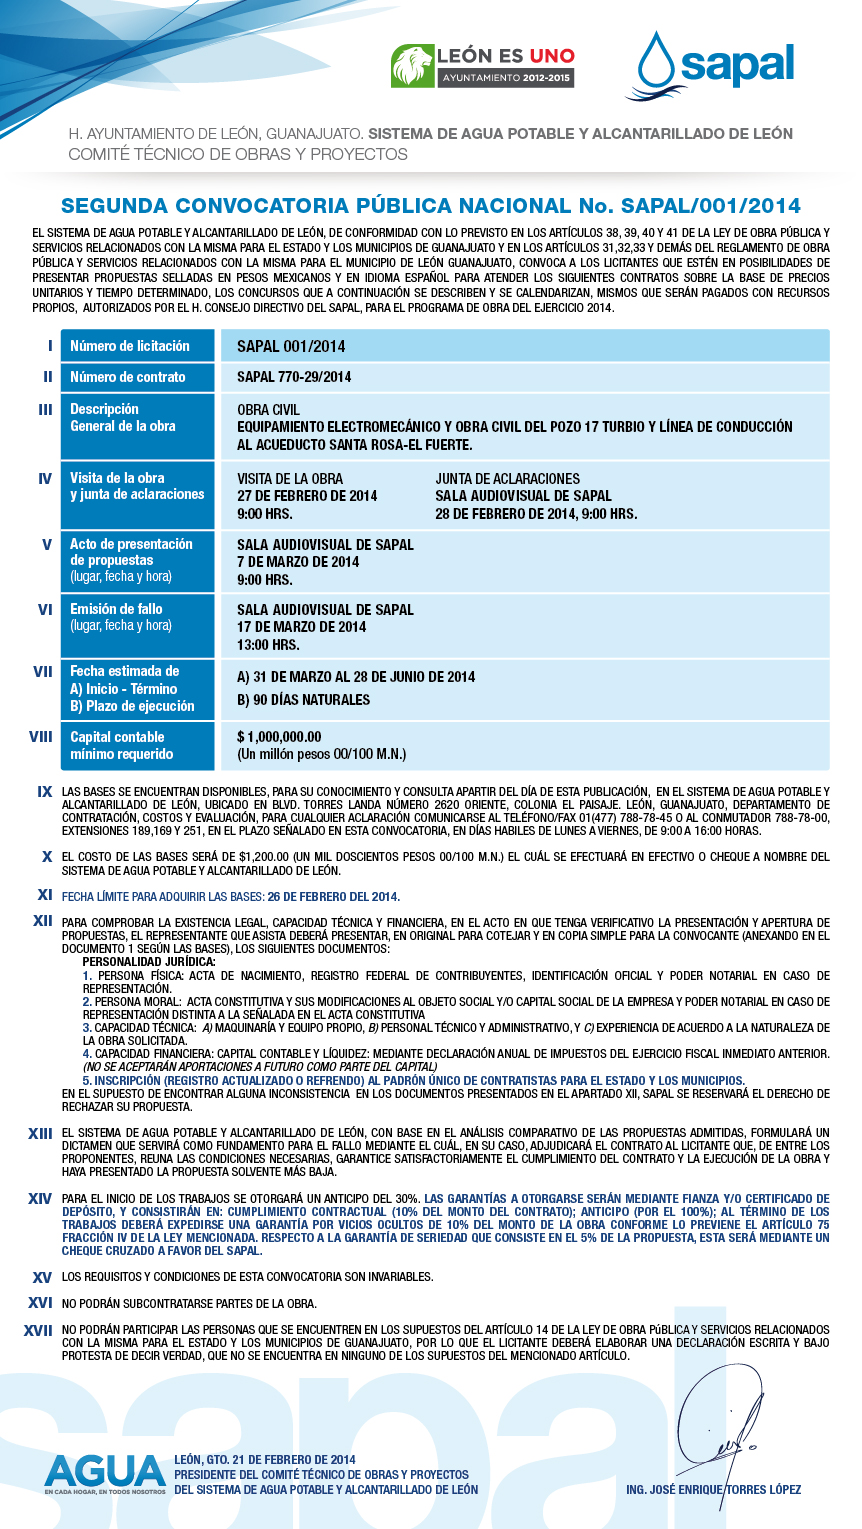 LEÓN ES UNO
AYUNTAMIENTO 2012-2015
sapal
H. AYUNTAMIENTO DE LEÓN, GUANAJUATO. SISTEMA DE AGUA POTABLE Y ALCANTARILLADO DE LEÓN
COMITÉ TÉCNICO DE OBRAS Y PROYECTOS
SEGUNDA CONVOCATORIA PÚBLICA NACIONAL No. SAPAL/001/2014
EL SISTEMA DE AGUA POTABLE Y ALCANTARILLADO DE LEÓN, DE CONFORMIDAD CON LO PREVISTO EN LOS ARTÍCULOS 38, 39, 40 Y 41 DE LA LEY DE OBRA PÚBLICA Y
SERVICIOS RELACIONADOS CON LA MISMA PARA EL ESTADO Y LOS MUNICIPIOS DE GUANAJUATO Y EN LOS ARTÍCULOS 31,32,33 Y DEMÁS DEL REGLAMENTO DE OBRA
PÚBLICA Y SERVICIOS RELACIONADOS CON LA MISMA PARA EL MUNICIPIO DE LEÓN GUANAJUATO, CONVOCA A LOS LICITANTES QUE ESTÉN EN POSIBILIDADES DE
PRESENTAR PROPUESTAS SELLADAS EN PESOS MEXICANOS Y EN IDIOMA ESPAÑOL PARA ATENDER LOS SIGUIENTES CONTRATOS SOBRE LA BASE DE PRECIOS
UNITARIOS Y TIEMPO DETERMINADO, LOS CONCURSOS QUE A CONTINUACIÓN SE DESCRIBEN Y SE CALENDARIZAN, MISMOS QUE SERÁN PAGADOS CON RECURSOS
PROPIOS, AUTORIZADOS POR EL H. CONSEJO DIRECTIVO DEL SAPAL, PARA EL PROGRAMA DE OBRA DEL EJERCICIO 2014.
I Número de licitación SAPAL 001/2014
II Número de contrato SAPAL 770-29/2014
III Descripción OBRA CIVIL
General de la obra EQUIPAMIENTO ELECTROMECÁNICO Y OBRA CIVIL DEL POZO 17 TURBIO Y LÍNEA DE CONDUCCIÓN
AL ACUEDUCTO SANTA ROSA-EL FUERTE.
IV Visita de la obra VISITA DE LA OBRA JUNTA DE ACLARACIONES
y junta de aclaraciones 27 DE FEBRERO DE 2014 SALA AUDIOVISUAL DE SAPAL
9:00 HRS. 28 DE FEBRERO DE 2014, 9:00 HRS.
V Acto de presentación SALA AUDIOVISUAL DE SAPAL
de propuestas 7 DE MARZO DE 2014
(lugar, fecha y hora) 9:00 HRS.
VI Emisión de fallo SALA AUDIOVISUAL DE SAPAL
(lugar, fecha y hora) 17 DE MARZO DE 2014
13:00 HRS.
VII Fecha estimada de
A) Inicio - Término A) 31 DE MARZO AL 28 DE JUNIO DE 2014
B) Plazo de ejecución B) 90 DÍAS NATURALES
VIII Capital contable $ 1,000,000.00
mínimo requerido (Un millón pesos 00/100 M.N.)
IX LAS BASES SE ENCUENTRAN DISPONIBLES, PARA SU CONOCIMIENTO Y CONSULTA APARTIR DEL DÍA DE ESTA PUBLICACIÓN, EN EL SISTEMA DE AGUA POTABLE Y
ALCANTARILLADO DE LEÓN, UBICADO EN BLVD. TORRES LANDA NÚMERO 2620 ORIENTE, COLONIA EL PAISAJE. LEÓN, GUANAJUATO, DEPARTAMENTO DE
CONTRATACIÓN, COSTOS Y EVALUACIÓN, PARA CUALQUIER ACLARACIÓN COMUNICARSE AL TELÉFONO/FAX 01(477) 788-78-45 O AL CONMUTADOR 788-78-00,
EXTENSIONES 189,169 Y 251, EN EL PLAZO SEÑALADO EN ESTA CONVOCATORIA, EN DÍAS HABILES DE LUNES A VIERNES, DE 9:00 A 16:00 HORAS.
X EL COSTO DE LAS BASES SERÁ DE $1,200.00 (UN MIL DOSCIENTOS PESOS 00/100 M.N.) EL CUÁL SE EFECTUARÁ EN EFECTIVO O CHEQUE A NOMBRE DEL
SISTEMA DE AGUA POTABLE Y ALCANTARILLADO DE LEÓN.
XI FECHA LÍMITE PARA ADQUIRIR LAS BASES: 26 DE FEBRERO DEL 2014.
XII PARA COMPROBAR LA EXISTENCIA LEGAL, CAPACIDAD TÉCNICA Y FINANCIERA, EN EL ACTO EN QUE TENGA VERIFICATIVO LA PRESENTACIÓN Y APERTURA DE
PROPUESTAS, EL REPRESENTANTE QUE ASISTA DEBERÁ PRESENTAR, EN ORIGINAL PARA COTEJAR Y EN COPIA SIMPLE PARA LA CONVOCANTE (ANEXANDO EN EL
DOCUMENTO 1 SEGÚN LAS BASES), LOS SIGUIENTES DOCUMENTOS:
PERSONALIDAD JURÍDICA:
1. PERSONA FÍSICA: ACTA DE NACIMIENTO, REGISTRO FEDERAL DE CONTRIBUYENTES, IDENTIFICACIÓN OFICIAL Y PODER NOTARIAL EN CASO DE
REPRESENTACIÓN.
2. PERSONA MORAL: ACTA CONSTITUTIVA Y SUS MODIFICACIONES AL OBJETO SOCIAL Y/O CAPITAL SOCIAL DE LA EMPRESA Y PODER NOTARIAL EN CASO DE
REPRESENTACIÓN DISTINTA A LA SEÑALADA EN EL ACTA CONSTITUTIVA
3. CAPACIDAD TÉCNICA: A) MAQUINARÍA Y EQUIPO PROPIO, B) PERSONAL TÉCNICO Y ADMINISTRATIVO, Y C) EXPERIENCIA DE ACUERDO A LA NATURALEZA DE
LA OBRA SOLICITADA.
4. CAPACIDAD FINANCIERA: CAPITAL CONTABLE Y LÍQUIDEZ: MEDIANTE DECLARACIÓN ANUAL DE IMPUESTOS DEL EJERCICIO FISCAL INMEDIATO ANTERIOR.
(NO SE ACEPTARÁN APORTACIONES A FUTURO COMO PARTE DEL CAPITAL)
5. INSCRIPCIÓN (REGISTRO ACTUALIZADO O REFRENDO) AL PADRÓN ÚNICO DE CONTRATISTAS PARA EL ESTADO Y LOS MUNICIPIOS.
EN EL SUPUESTO DE ENCONTRAR ALGUNA INCONSISTENCIA EN LOS DOCUMENTOS PRESENTADOS EN EL APARTADO XII, SAPAL SE RESERVARÁ EL DERECHO DE
RECHAZAR SU PROPUESTA.
XIII EL SISTEMA DE AGUA POTABLE Y ALCANTARILLADO DE LEÓN, CON BASE EN EL ANÁLISIS COMPARATIVO DE LAS PROPUESTAS ADMITIDAS, FORMULARÁ UN
DICTAMEN QUE SERVIRÁ COMO FUNDAMENTO PARA EL FALLO MEDIANTE EL CUÁL, EN SU CASO, ADJUDICARÁ EL CONTRATO AL LICITANTE QUE, DE ENTRE LOS
PROPONENTES, REUNA LAS CONDICIONES NECESARIAS, GARANTICE SATISFACTORIAMENTE EL CUMPLIMIENTO DEL CONTRATO Y LA EJECUCIÓN DE LA OBRA Y
HAYA PRESENTADO LA PROPUESTA SOLVENTE MÁS BAJA.
XIV PARA EL INICIO DE LOS TRABAJOS SE OTORGARÁ UN ANTICIPO DEL 30%. LAS GARANTÍAS A OTORGARSE SERÁN MEDIANTE FIANZA Y/O CERTIFICADO DE
DEPÓSITO, Y CONSISTIRÁN EN: CUMPLIMIENTO CONTRACTUAL (10% DEL MONTO DEL CONTRATO); ANTICIPO (POR EL 100%); AL TÉRMINO DE LOS
TRABAJOS DEBERÁ EXPEDIRSE UNA GARANTÍA POR VICIOS OCULTOS DE 10% DEL MONTO DE LA OBRA CONFORME LO PREVIENE EL ARTÍCULO 75
FRACCIÓN IV DE LA LEY MENCIONADA. RESPECTO A LA GARANTÍA DE SERIEDAD QUE CONSISTE EN EL 5% DE LA PROPUESTA, ESTA SERÁ MEDIANTE UN
CHEQUE CRUZADO A FAVOR DEL SAPAL.
XV LOS REQUISITOS Y CONDICIONES DE ESTA CONVOCATORIA SON INVARIABLES.
XVI NO PODRÁN SUBCONTRATARSE PARTES DE LA OBRA.
XVII NO PODRÁN PARTICIPAR LAS PERSONAS QUE SE ENCUENTREN EN LOS SUPUESTOS DEL ARTÍCULO 14 DE LA LEY DE OBRA PúBLICA Y SERVICIOS RELACIONADOS
CON LA MISMA PARA EL ESTADO Y LOS MUNICIPIOS DE GUANAJUATO, POR LO QUE EL LICITANTE DEBERÁ ELABORAR UNA DECLARACIÓN ESCRITA Y BAJO
PROTESTA DE DECIR VERDAD, QUE NO SE ENCUENTRA EN NINGUNO DE LOS SUPUESTOS DEL MENCIONADO ARTÍCULO.
sapal
AGUA
EN CADA HOGAR, EN TODOS NOSOTROS
LEÓN, GTO. 21 DE FEBRERO DE 2014
PRESIDENTE DEL COMITÉ TÉCNICO DE OBRAS Y PROYECTOS
DEL SISTEMA DE AGUA POTABLE Y ALCANTARILLADO DE LEÓN
ING. JOSÉ ENRIQUE TORRES LÓPEZ